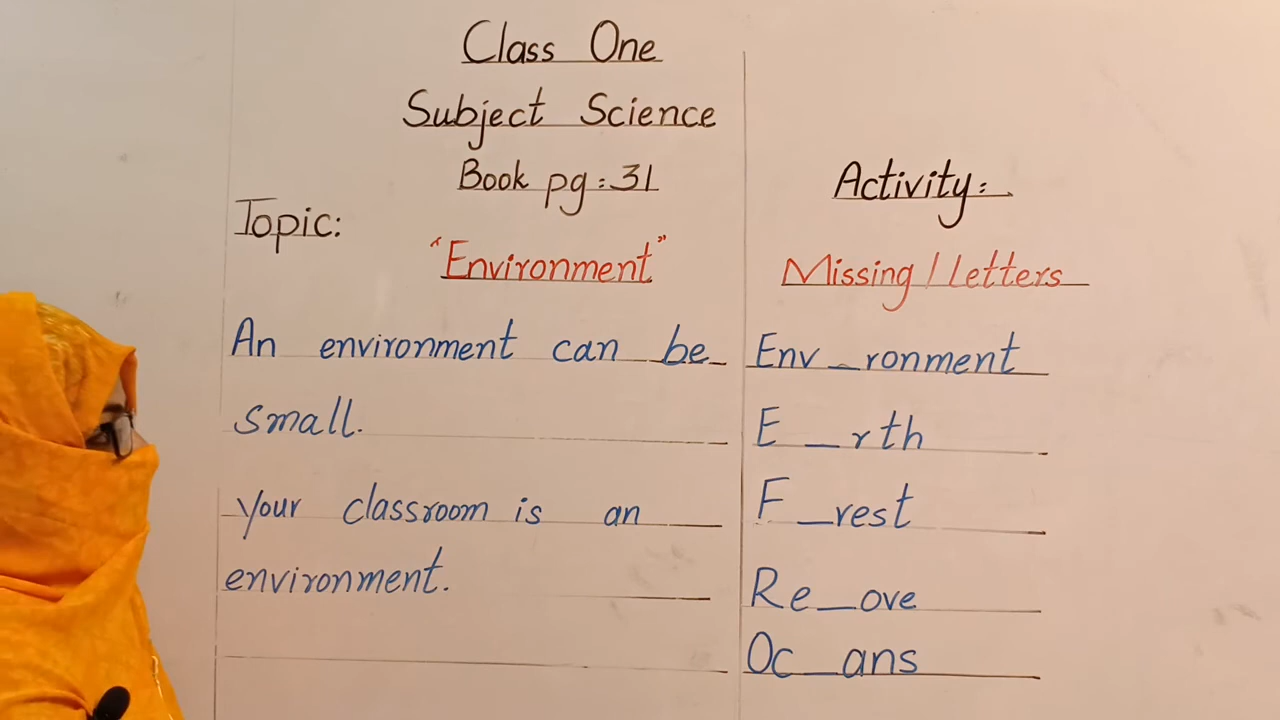 Class One
Subject Science
Book pg:31
Topic:
"Environment"
An environment can be
small.
Your classroom is an
environment.
Activity:
Missing/Letters
Env_ronment
E_rth
F_rest
Re_ove
Oc_ans